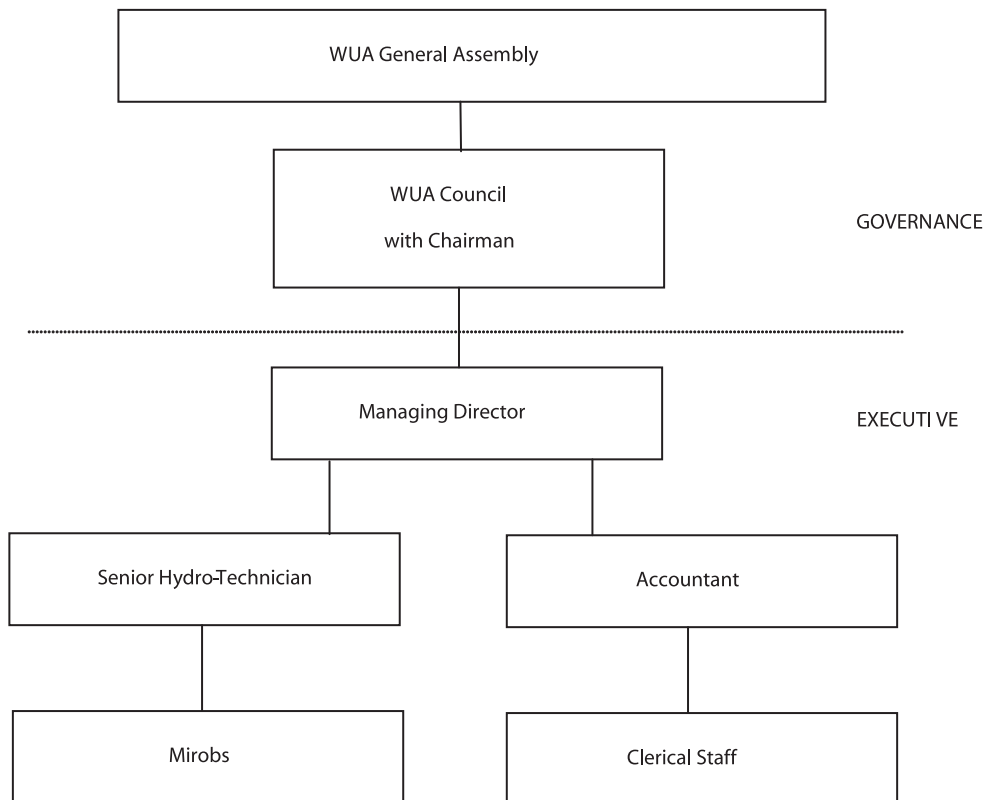 WUA General Assembly
WUA Council
with Chairman
GOVERNANCE
Managing Director
EXECUTI VE
Senior Hydro-Technician
Accountant
Mirobs
Clerical Staff